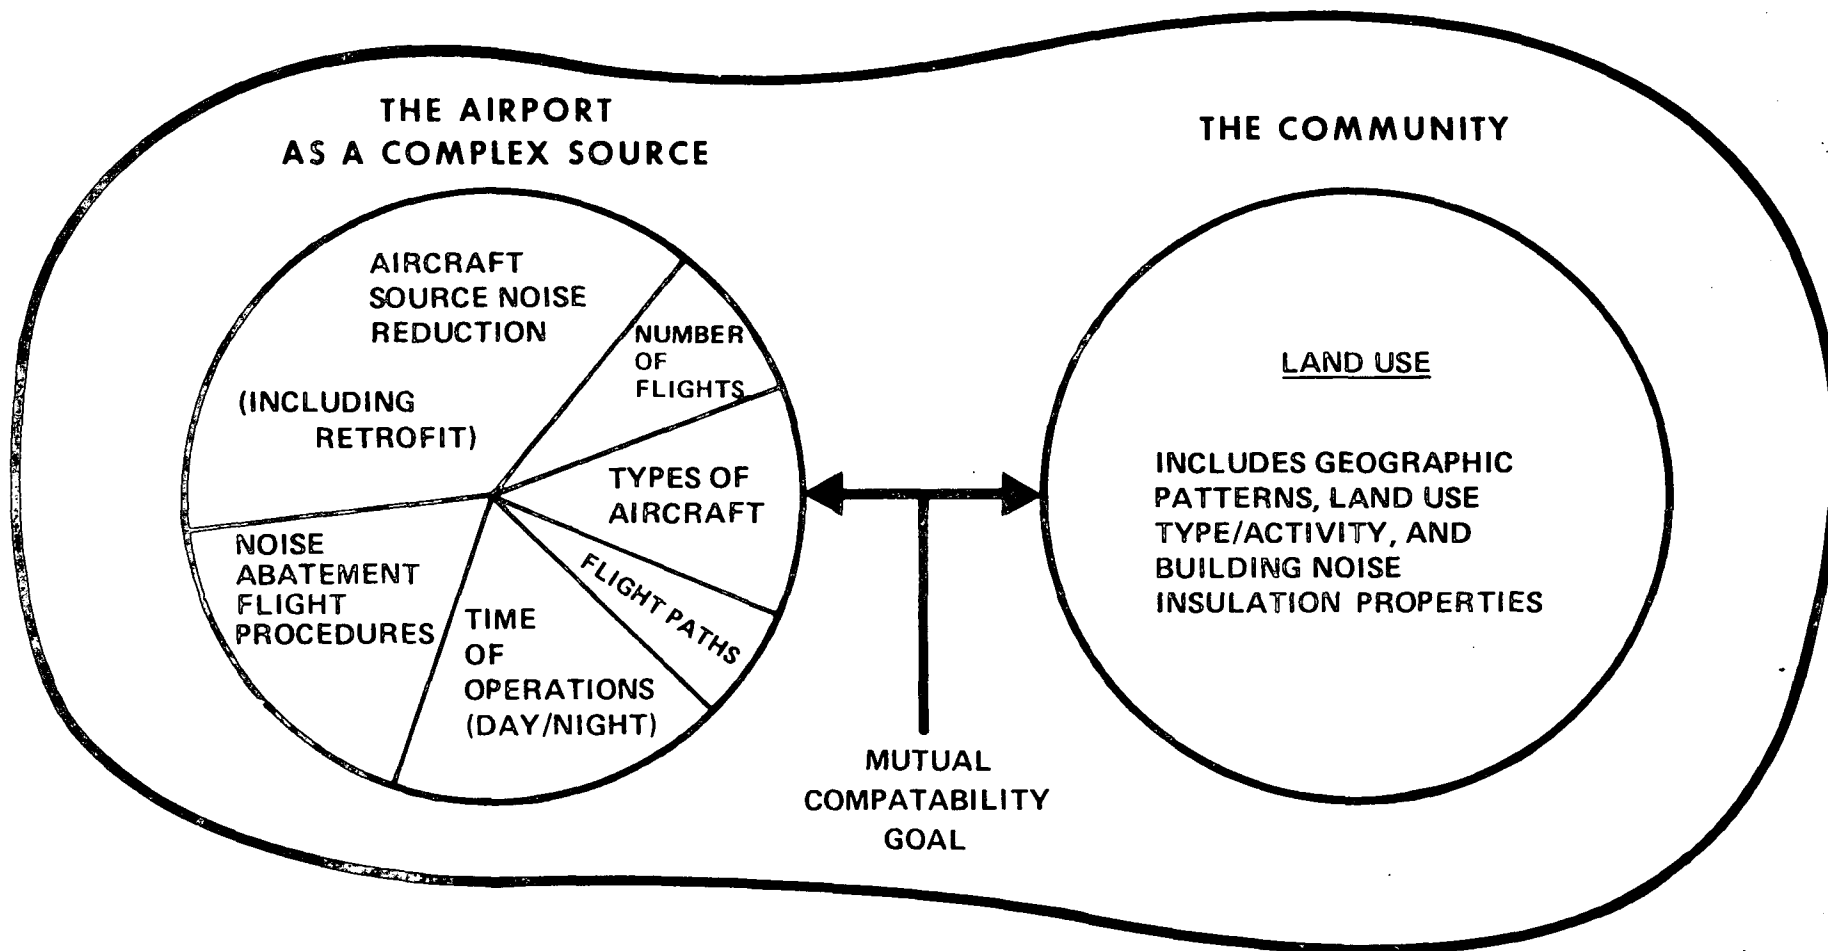 THE AIRPORT
AS A COMPLEX SOURCE
THE COMMUNITY
AIRCRAFT
SOURCE NOISE
REDUCTION
(INCLUDING
RETROFIT)
NUMBER
OF
FLIGHTS
TYPES OF
AIRCRAFT
FLIGHT PATHS
TIME
OF
OPERATIONS
(DAY/NIGHT)
NOISE
ABATEMENT
FLIGHT
PROCEDURES
MUTUAL
COMPATABILITY
GOAL
LAND USE
INCLUDES GEOGRAPHIC
PATTERNS, LAND USE
TYPE/ACTIVITY, AND
BUILDING NOISE
INSULATION PROPERTIES